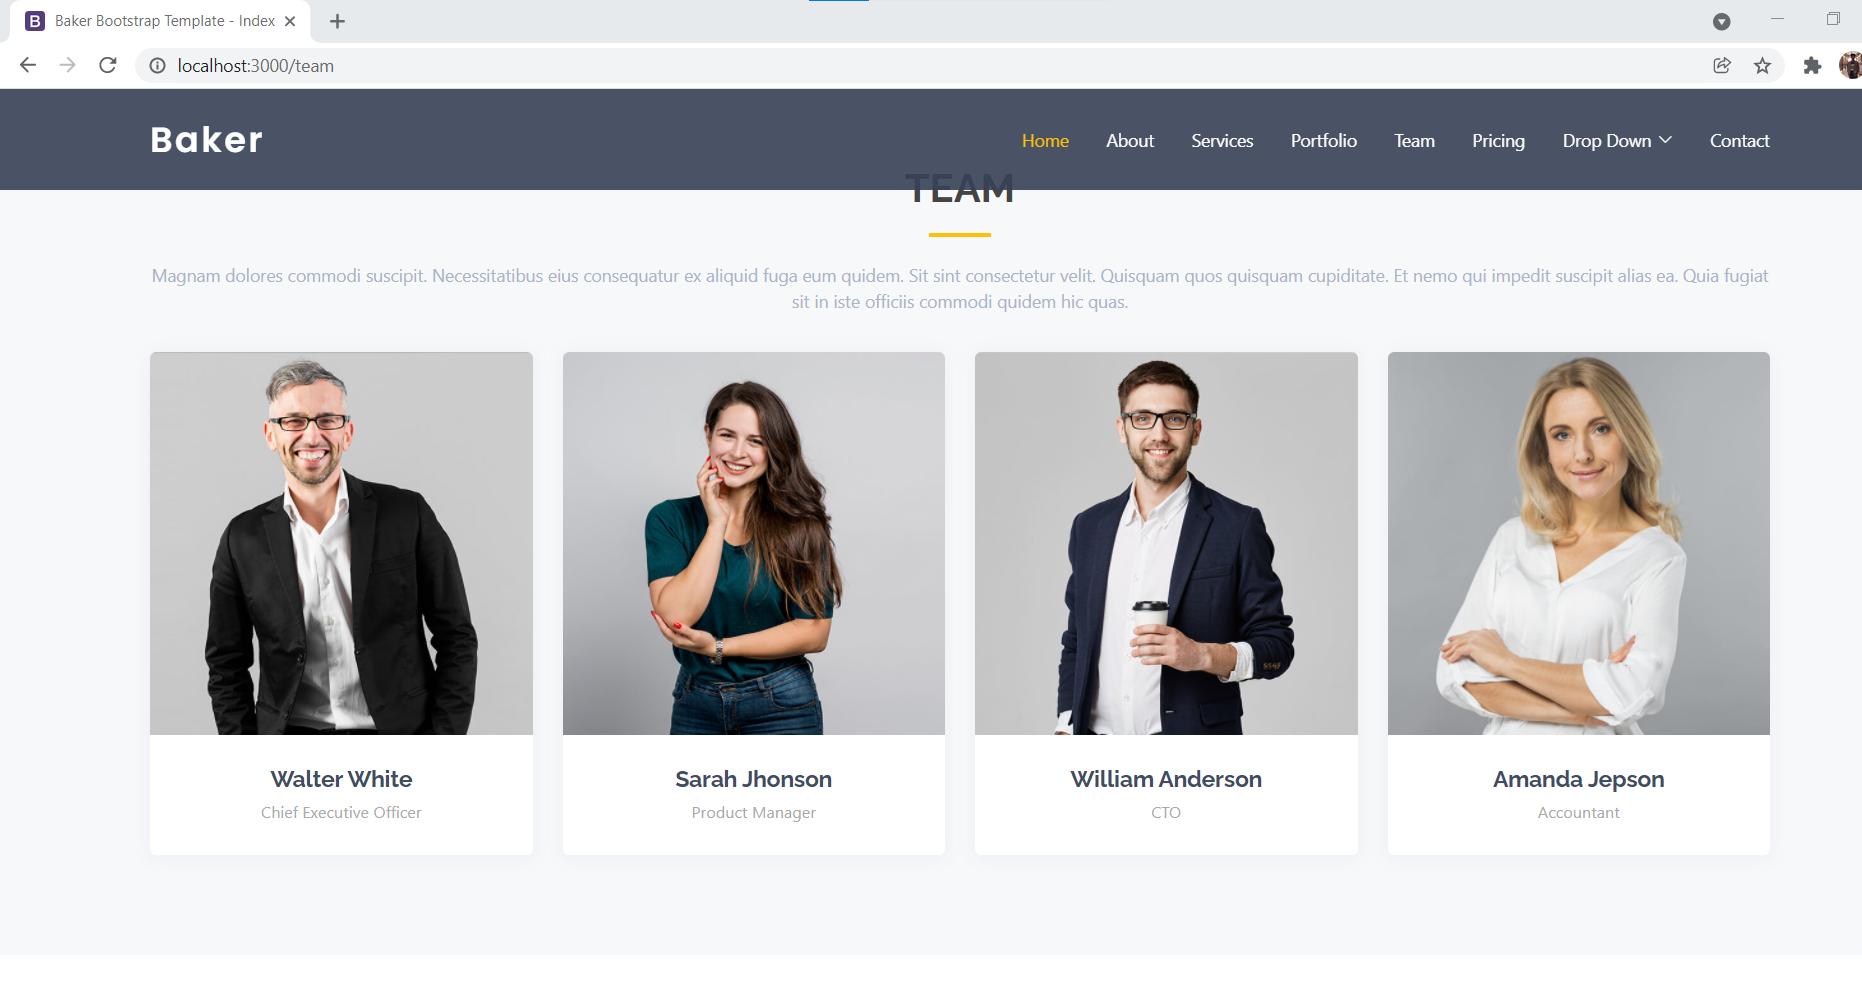 Baker Bootstrap Template - Index
localhost:3000/team
Baker
Home About Services Portfolio Team Pricing Drop Down Contact
TEAM
Magnam dolores commodi suscipit. Necessitatibus eius consequatur ex aliquid fuga eum quidem. Sit sint consectetur velit. Quisquam quos quisquam cupiditate. Et nemo qui impedit suscipit alias ea. Quia fugiat
sit in iste officiis commodi quidem hic quas.
Walter White
Chief Executive Officer
Sarah Jhonson
Product Manager
William Anderson
CTO
Amanda Jepson
Accountant